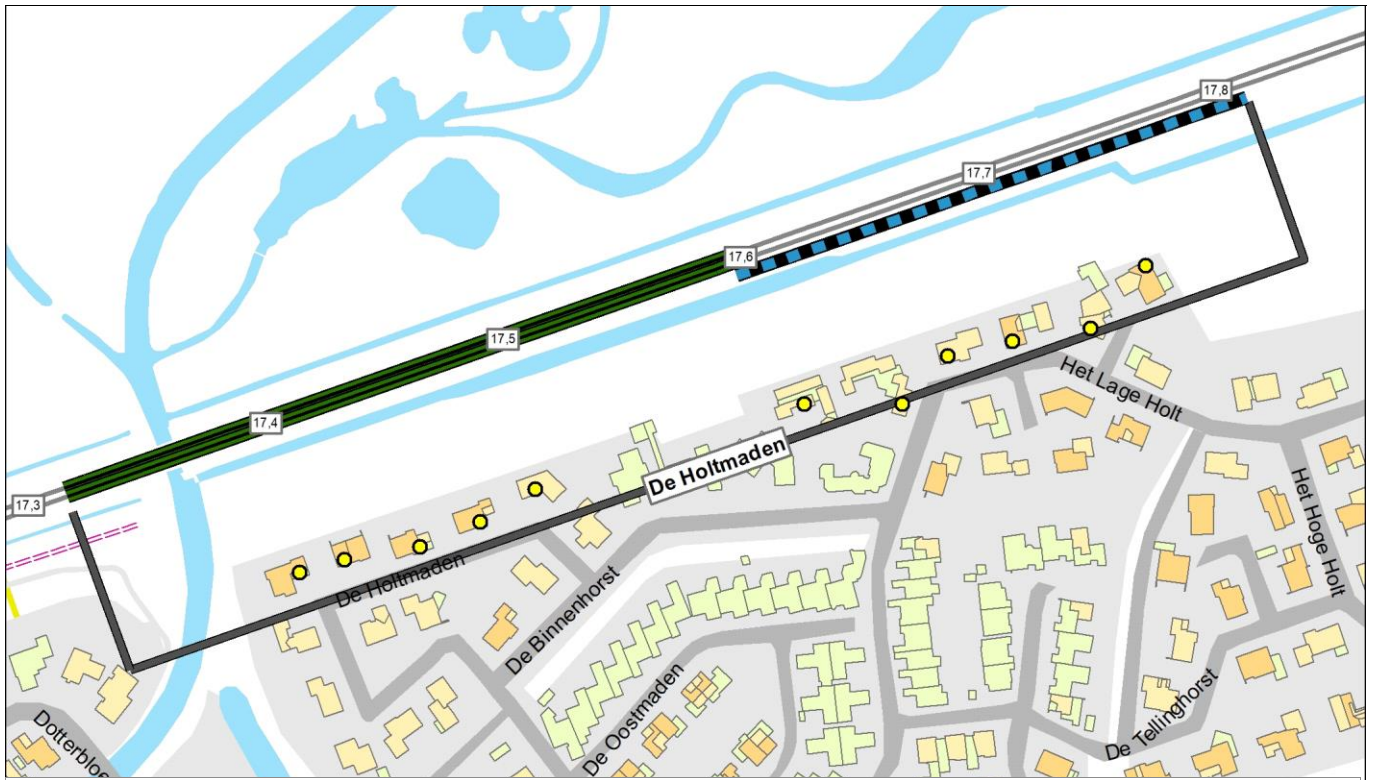 17,8
17,7
17,6
17,5
17,4
17,3
De Holtmaden
Het Lage Holt
Het Hoge Holt
De Holtmaden
De Binnenhorst
De Oostmaden
De Tellinghorst
Dotterbloe